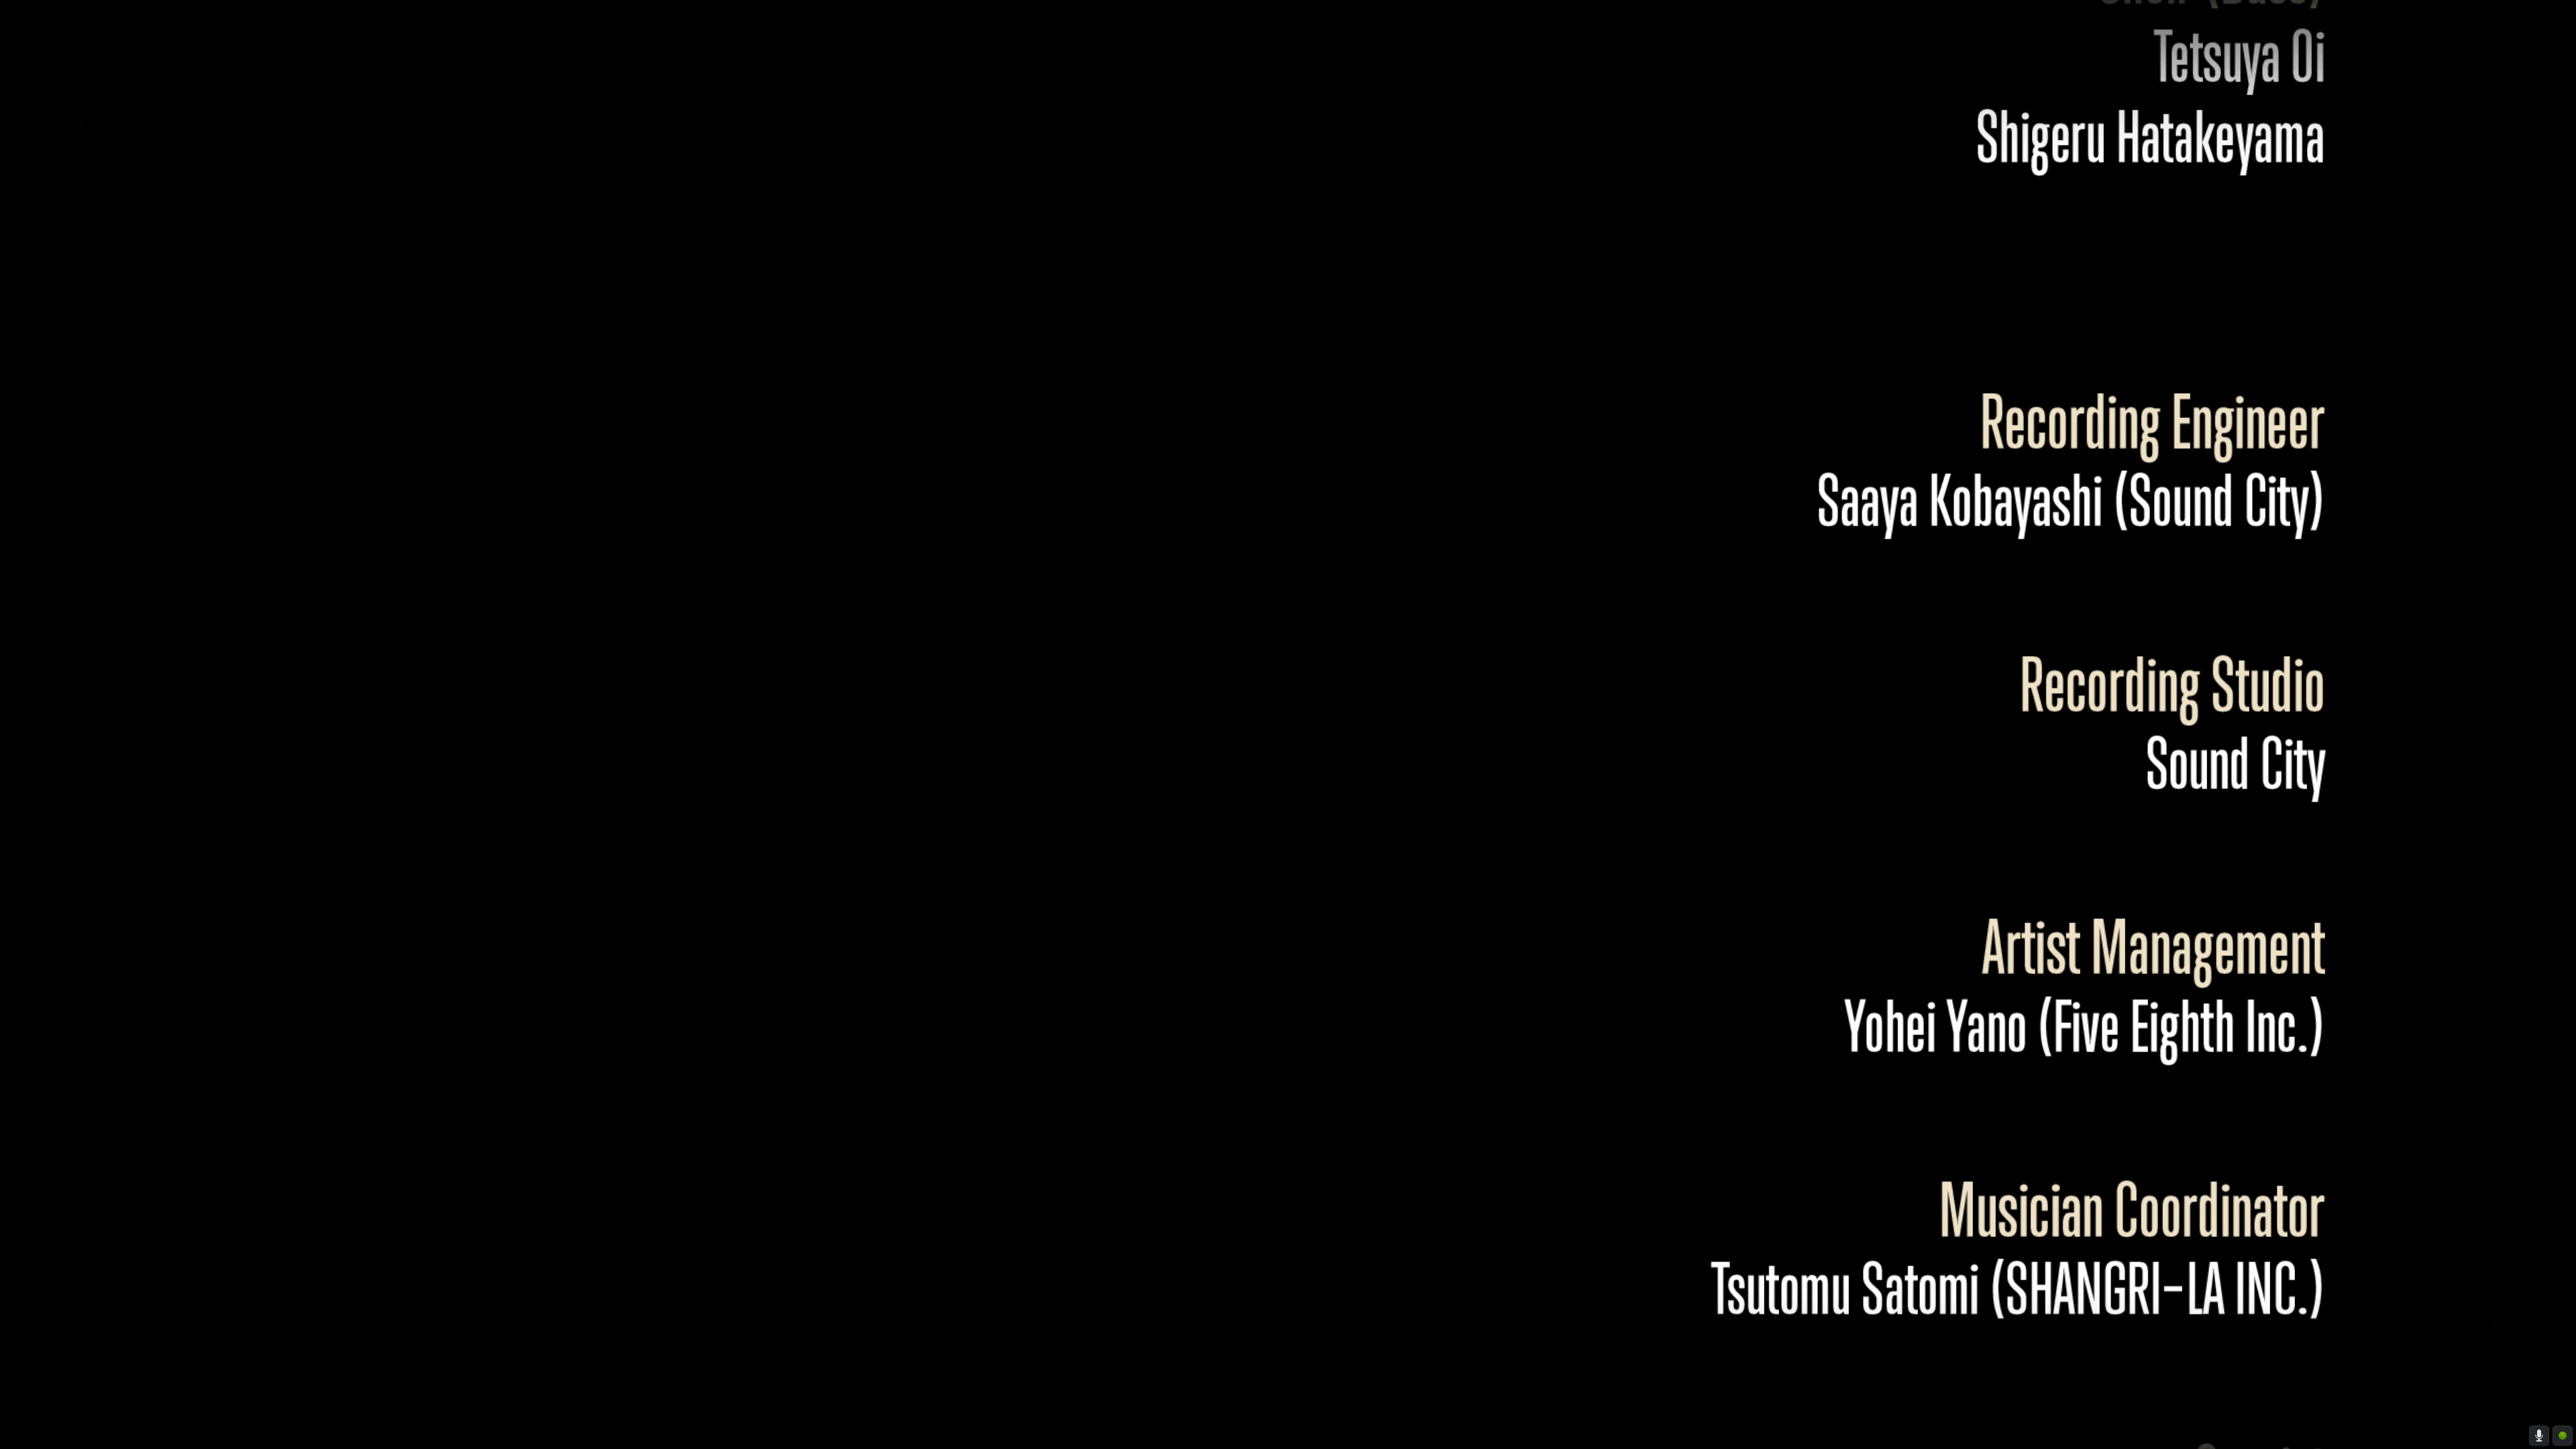 Tetsuya Oi
Shigeru Hatakeyama
Recording Engineer
Saaya Kobayashi (Sound City)
Recording Studio
Sound City
Artist Management
Yohei Yano (Five Eighth Inc.)
Musician Coordinator
Tsutomu Satomi (SHANGRI-LA INC.)